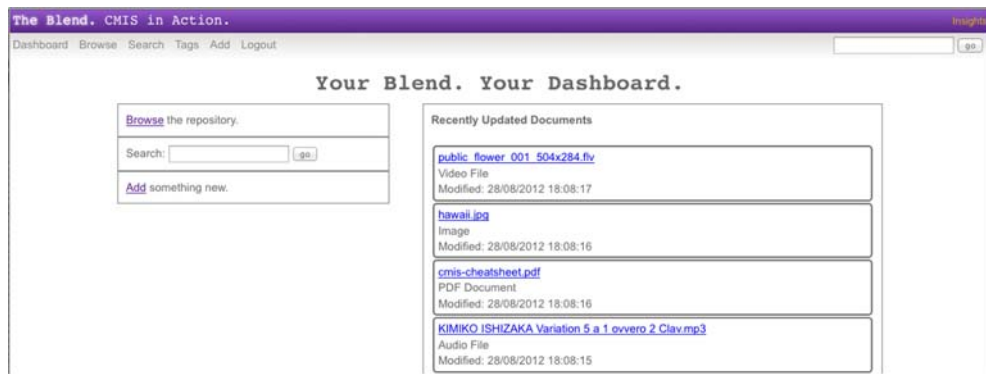 The Blend. CMIS in Action.
Insights
Dashboard Browse Search Tags Add Logout
go
Your Blend. Your Dashboard.
Browse the repository.
Search: go
Add something new.
Recently Updated Documents
public_flower_001_504x284.flv
Video File
Modified: 28/08/2012 18:08:17
hawaii.jpg
Image
Modified: 28/08/2012 18:08:16
cmis-cheatsheet.pdf
PDF Document
Modified: 28/08/2012 18:08:16
KIMIKO ISHIZAKA Variation 5 a 1 ovvero 2 Clav.mp3
Audio File
Modified: 28/08/2012 18:08:15